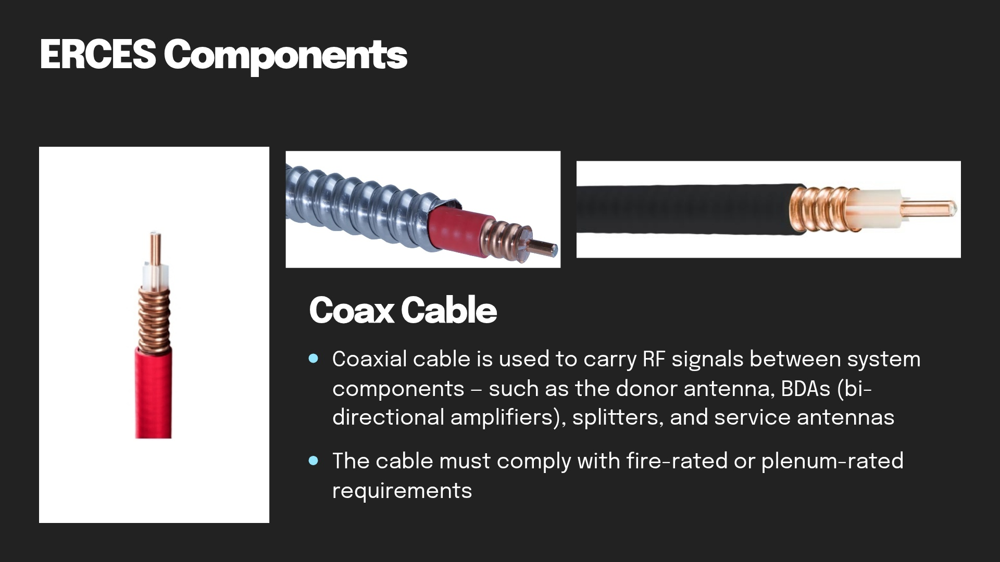 ERCES Components
Coax Cable
Coaxial cable is used to carry RF signals between system
components – such as the donor antenna, BDAs (bi-
directional amplifiers), splitters, and service antennas
The cable must comply with fire-rated or plenum-rated
requirements